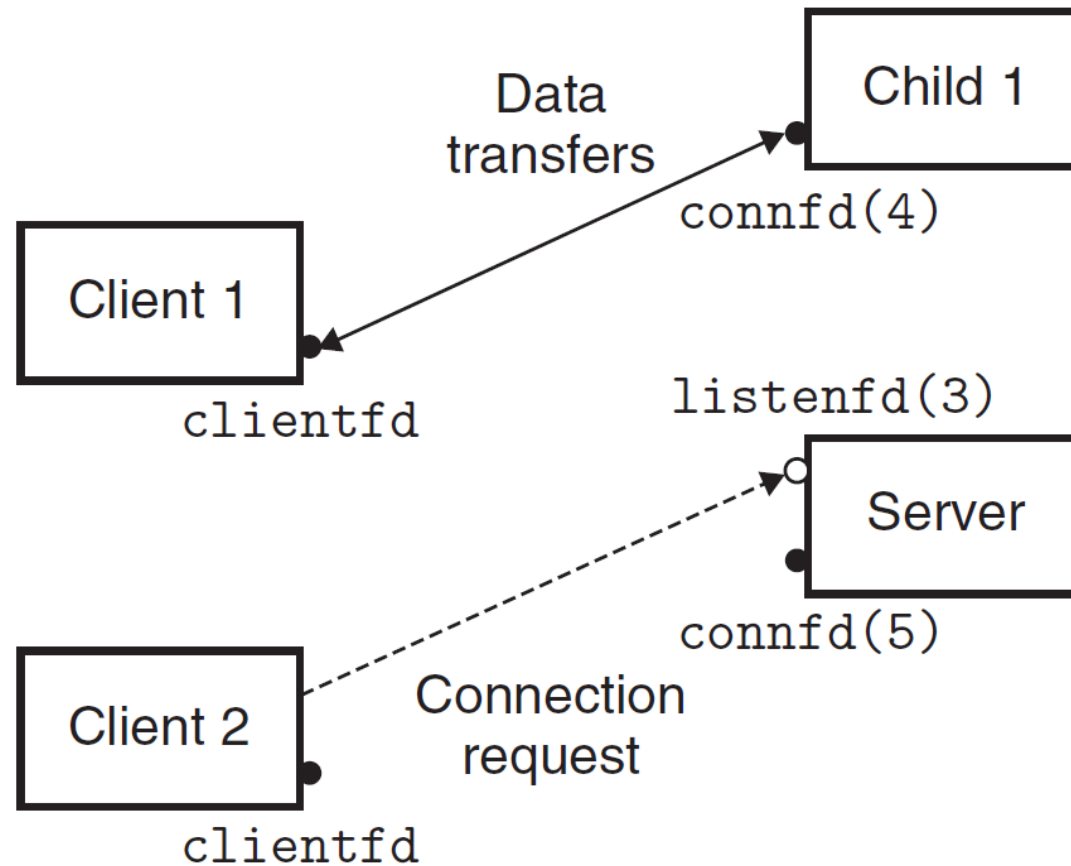 Child 1
Data
transfers
connfd(4)
Client 1
clientfd
listenfd(3)
Server
connfd(5)
Connection
request
Client 2
clientfd